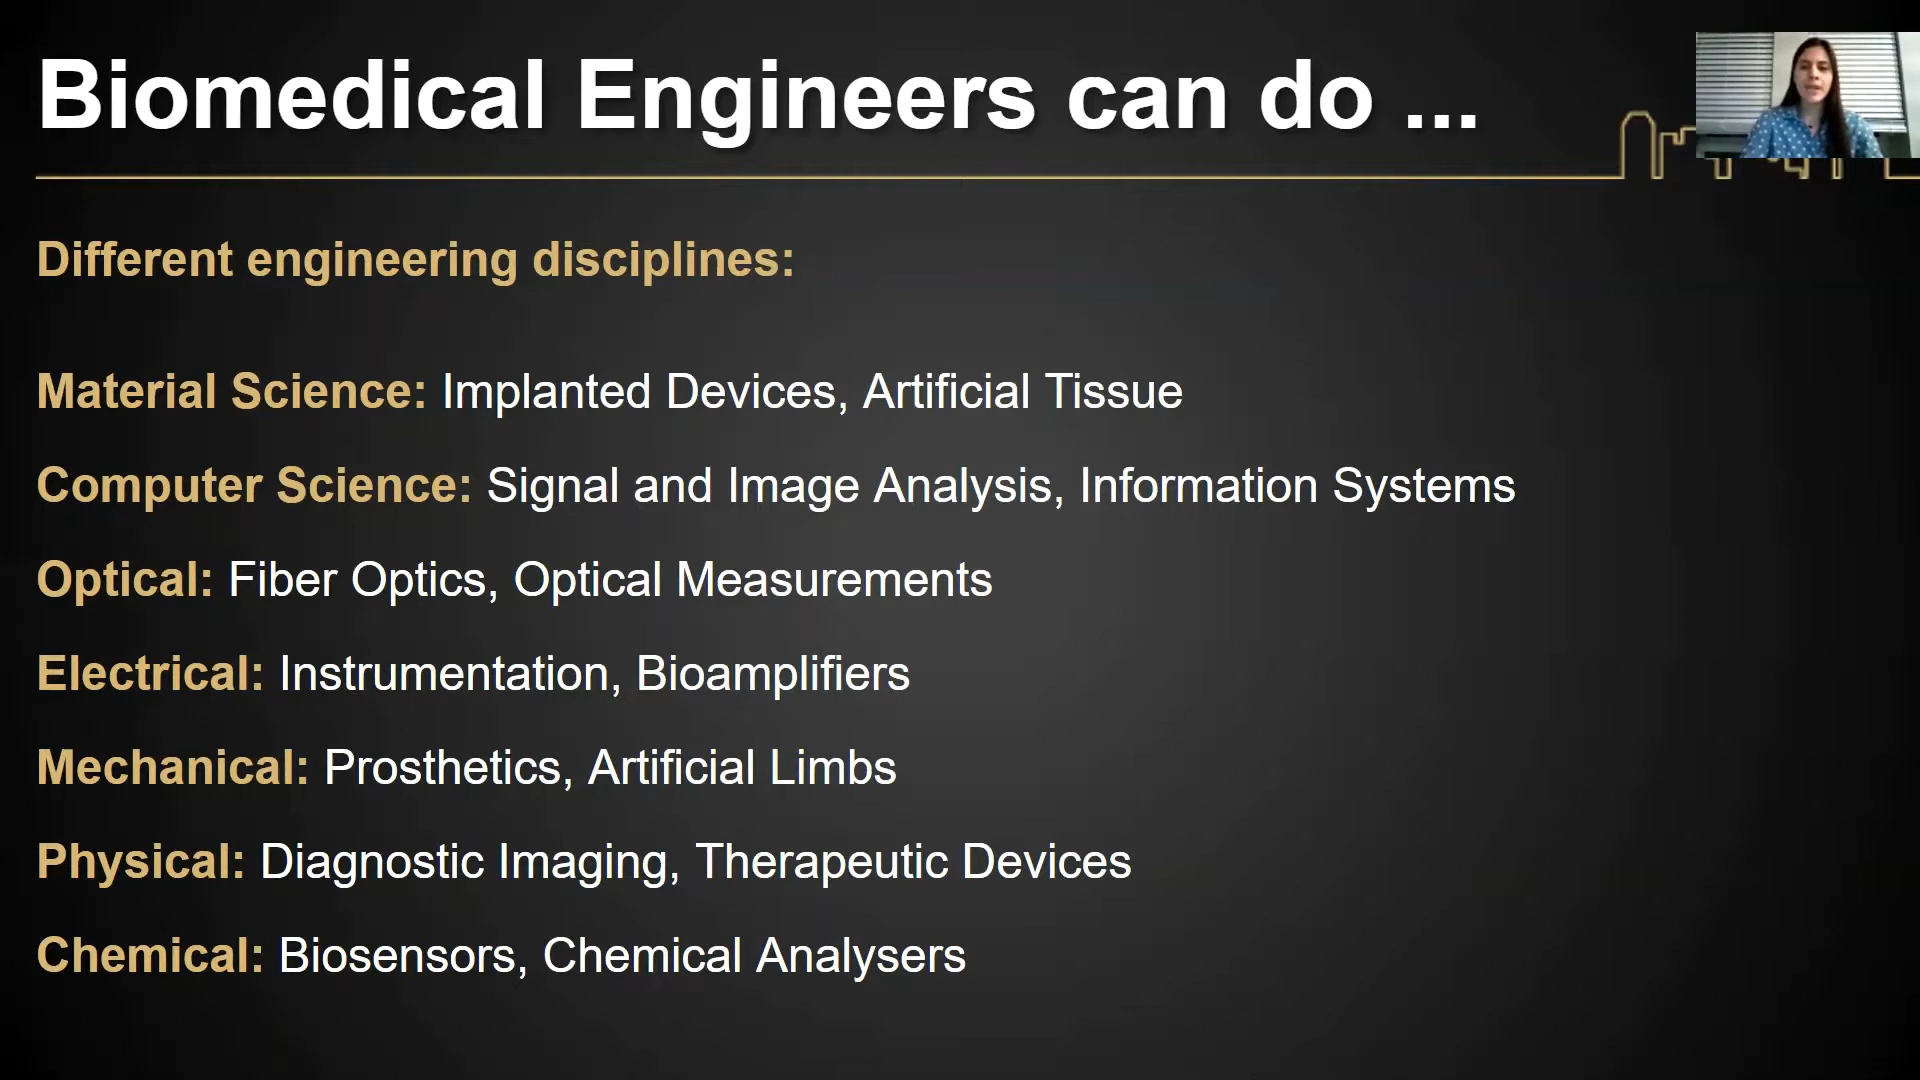 Biomedical Engineers can do ...
Different engineering disciplines:
Material Science: Implanted Devices, Artificial Tissue
Computer Science: Signal and Image Analysis, Information Systems
Optical: Fiber Optics, Optical Measurements
Electrical: Instrumentation, Bioamplifiers
Mechanical: Prosthetics, Artificial Limbs
Physical: Diagnostic Imaging, Therapeutic Devices
Chemical: Biosensors, Chemical Analysers